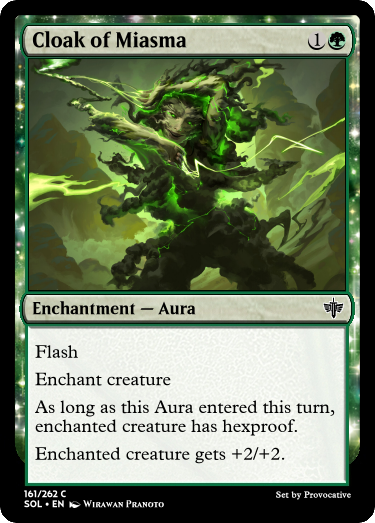 Cloak of Miasma 1
Enchantment — Aura
Flash
Enchant creature
As long as this Aura entered this turn,
enchanted creature has hexproof.
Enchanted creature gets +2/+2.
161/262 C Set by Provocative
SOL • EN Wirawan Pranoto